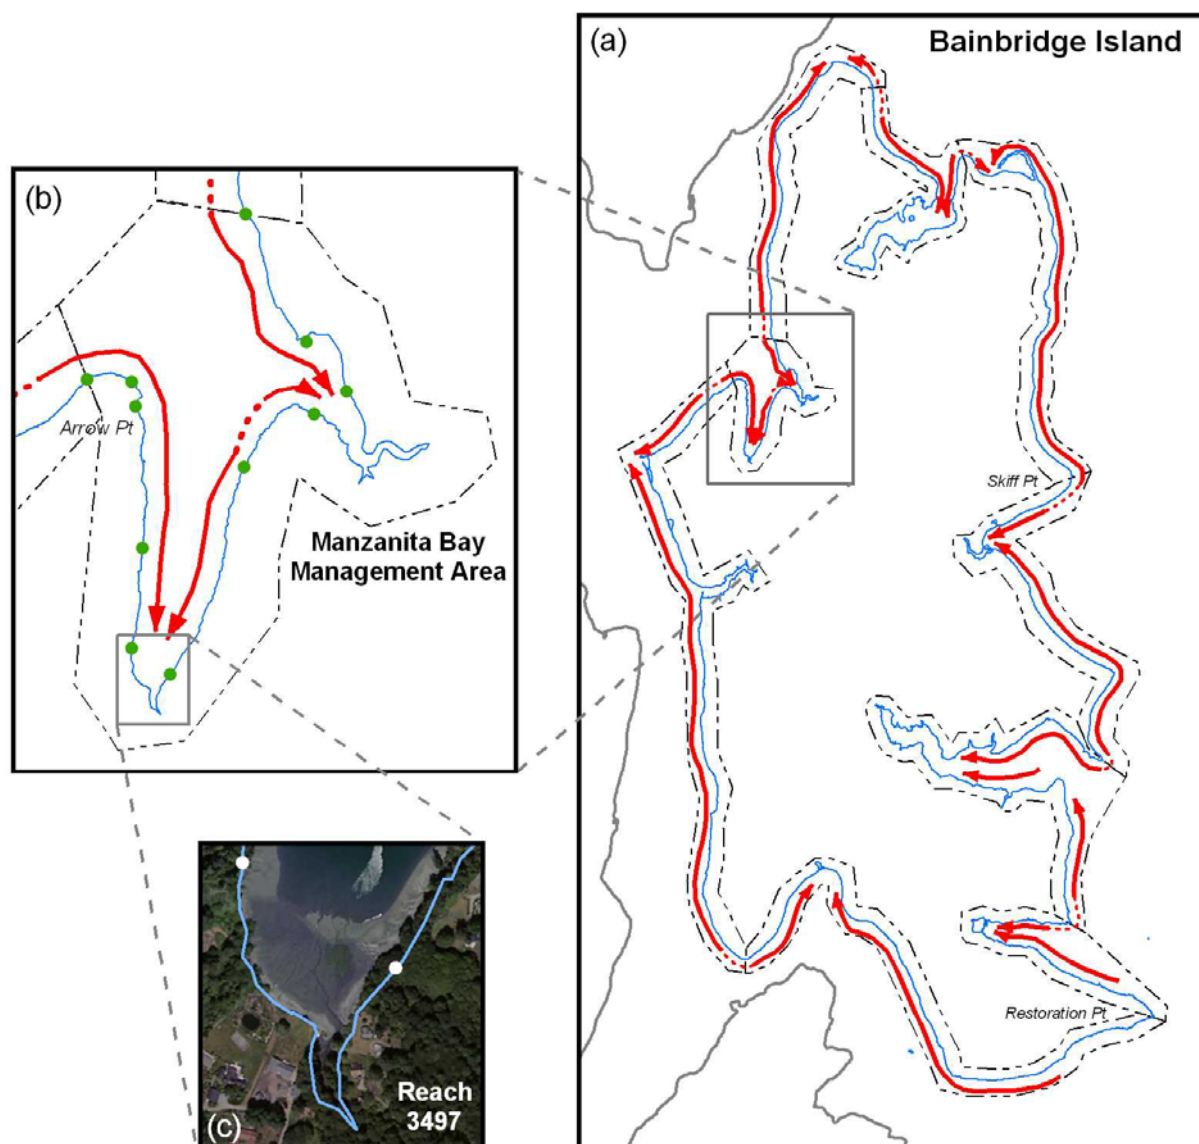 (a)
Bainbridge Island
(b)
Arrow Pt
Manzanita Bay
Management Area
Skiff Pt
Restoration Pt
Reach
3497
(c)